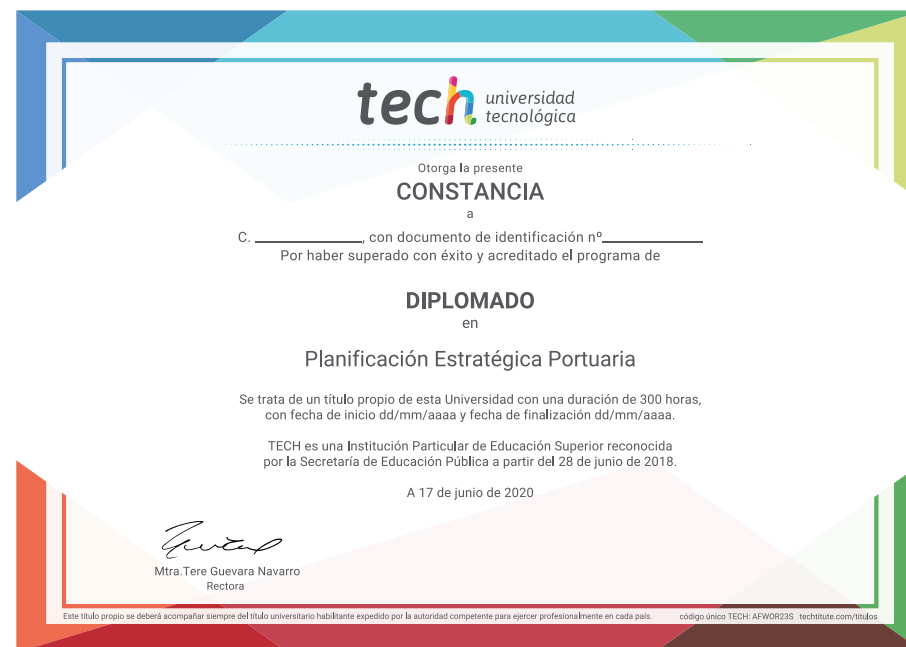 tech universidad
tecnológica
Otorga la presente
CONSTANCIA
a
C. ______________, con documento de identificación nº_____________
Por haber superado con éxito y acreditado el programa de
DIPLOMADO
en
Planificación Estratégica Portuaria
Se trata de un título propio de esta Universidad con una duración de 300 horas,
con fecha de inicio dd/mm/aaaa y fecha de finalización dd/mm/aaaa.
TECH es una Institución Particular de Educación Superior reconocida
por la Secretaría de Educación Pública a partir del 28 de junio de 2018.
A 17 de junio de 2020
Mtra.Tere Guevara Navarro
Rectora
Este título propio se deberá acompañar siempre del título universitario habilitante expedido por la autoridad competente para ejercer profesionalmente en cada país. código único TECH: AFWOR23S techtitute.com/titulos